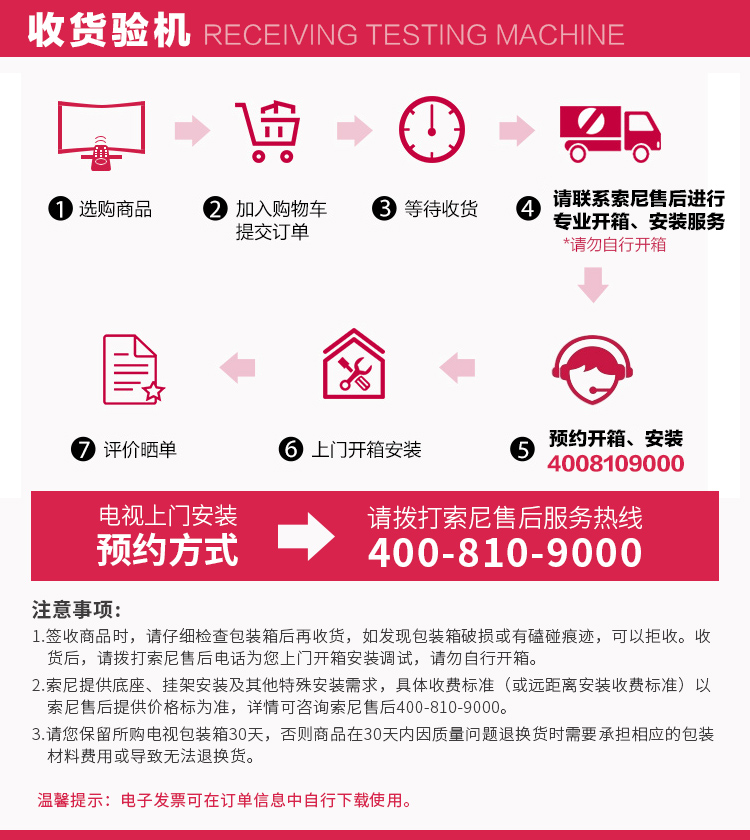 收货验机 RECEIVING TESTING MACHINE
1 选购商品
2 加入购物车
提交订单
3 等待收货
4 请联系索尼售后进行
专业开箱、安装服务
*请勿自行开箱
7 评价晒单
6 上门开箱安装
5 预约开箱、安装
4008109000
电视上门安装
预约方式
请拨打索尼售后服务热线
400-810-9000
注意事项:
1.签收商品时，请仔细检查包装箱后再收货，如发现包装箱破损或有磕碰痕迹，可以拒收。收
货后，请拨打索尼售后电话为您上门开箱安装调试，请勿自行开箱。
2.索尼提供底座、挂架安装及其他特殊安装需求，具体收费标准（或远距离安装收费标准）以
索尼售后提供价格标为准，详情可咨询索尼售后400-810-9000。
3.请您保留所购电视包装箱30天，否则商品在30天内因质量问题退换货时需要承担相应的包装
材料费用或导致无法退换货。
温馨提示：电子发票可在订单信息中自行下载使用。